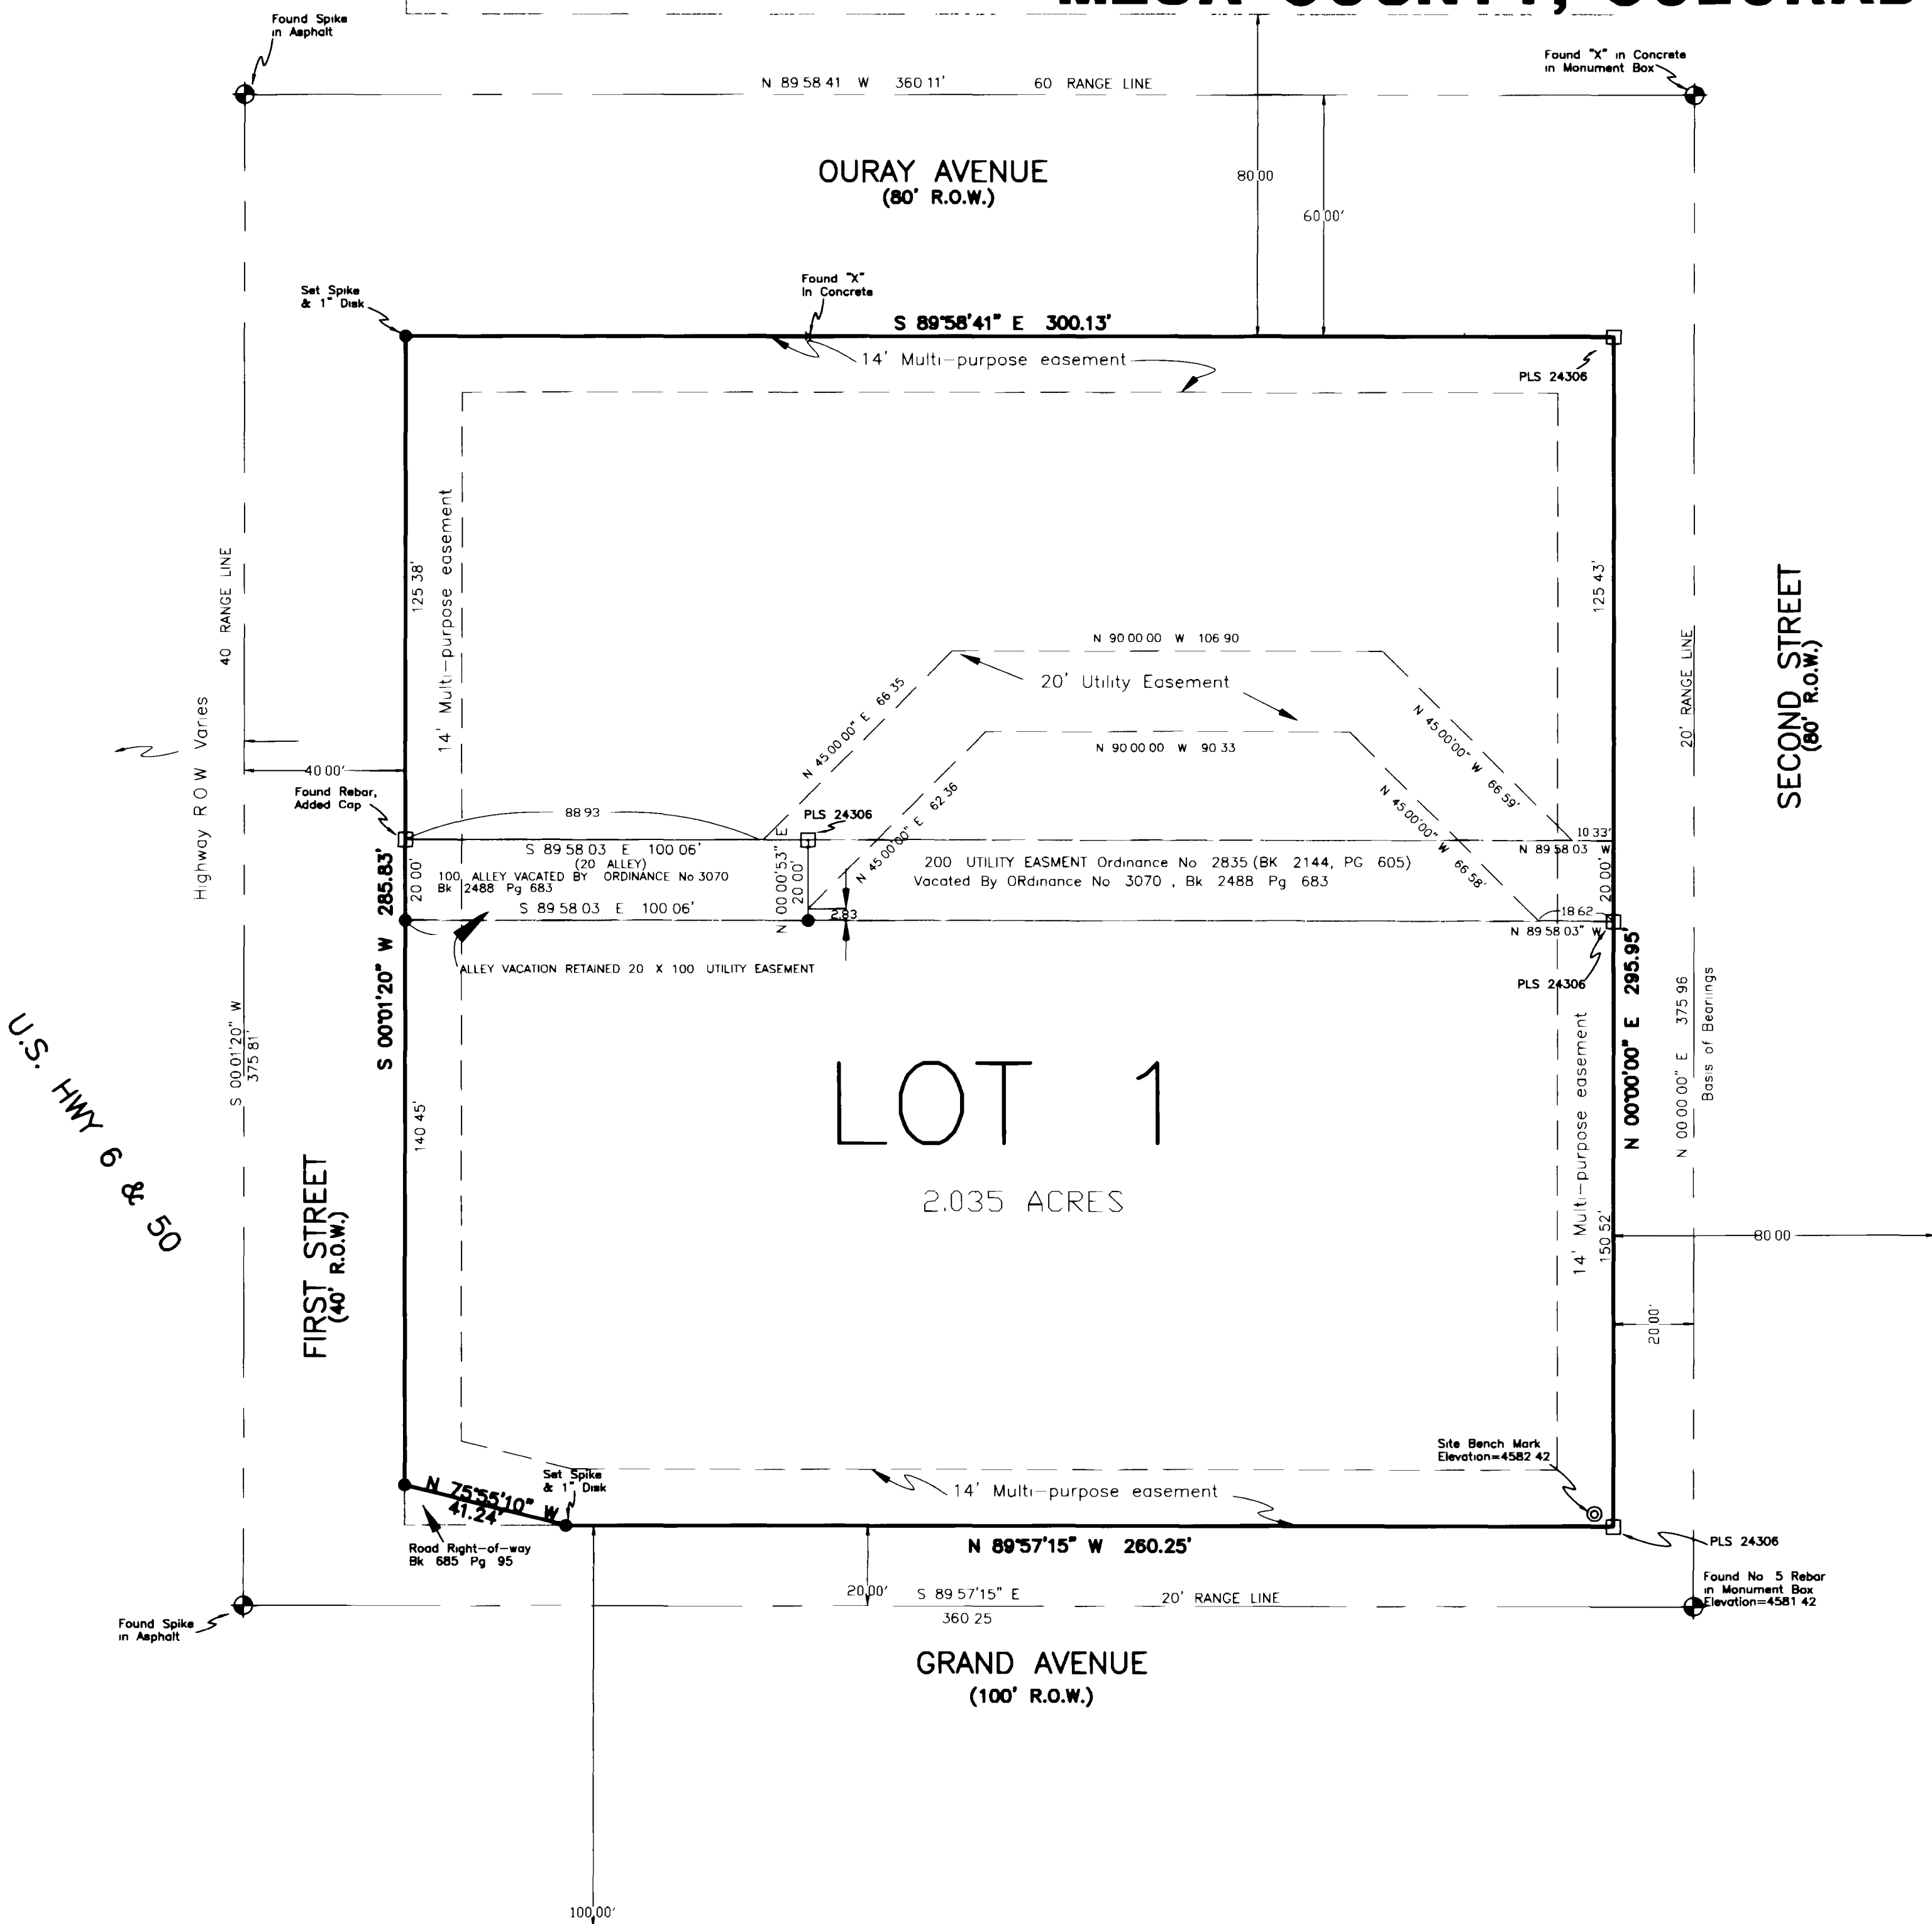 Found Spike
in Asphalt
Found "X" in Concrete
in Monument Box
N 89 58 41 W 360 11' 60 RANGE LINE
OURAY AVENUE
(80' R.O.W.)
80 00
60 00'
Set Spike
& 1" Disk
Found "X"
In Concrete
S 89°58'41" E 300.13'
14' Multi-purpose easement
PLS 24306
40 RANGE LINE
Highway R O W Varies
125 38'
14' Multi-purpose easement
125 43'
20' RANGE LINE
SECOND STREET
(80' R.O.W.)
N 90 00 00 W 106 90
20' Utility Easement
N 45 00'00" E 66 35
N 45 00'00" W 66 59'
N 90 00 00 W 90 33
N 45 00'00" E 62 36
N 45 00'00" W 66 58'
40 00'
Found Rebar,
Added Cap
88 93
PLS 24306
10 33'
S 89 58 03 E 100 06'
(20 ALLEY)
100 ALLEY VACATED BY ORDINANCE No 3070
Bk 2488 Pg 683
20 00'
N 00 00'53" E
20 00'
200 UTILITY EASMENT Ordinance No 2835 (BK 2144, PG 605)
Vacated By ORdinance No 3070 , Bk 2488 Pg 683
N 89 58 03 W
20 00'
S 89 58 03 E 100 06'
2 83
18 62
N 89 58 03" W
ALLEY VACATION RETAINED 20 X 100 UTILITY EASEMENT
PLS 24306
S 00°01'20" W 285.83'
N 00°00'00" E 295.95'
S 00 01'20" W
375 81'
N 00 00 00" E 375 96
Basis of Bearings
U.S. HWY 6 & 50
LOT 1
2.035 ACRES
140 45'
FIRST STREET
(40' R.O.W.)
14' Multi-purpose easement
150 52'
80 00
20 00'
Site Bench Mark
Elevation=4582 42
N 75°55'10" W
41.24'
Set Spike
& 1" Disk
14' Multi-purpose easement
Road Right-of-way
Bk 685 Pg 95
N 89°57'15" W 260.25'
PLS 24306
20 00'
S 89 57'15" E
360 25
20' RANGE LINE
Found No 5 Rebar
in Monument Box
Elevation=4581 42
Found Spike
in Asphalt
GRAND AVENUE
(100' R.O.W.)
100 00'